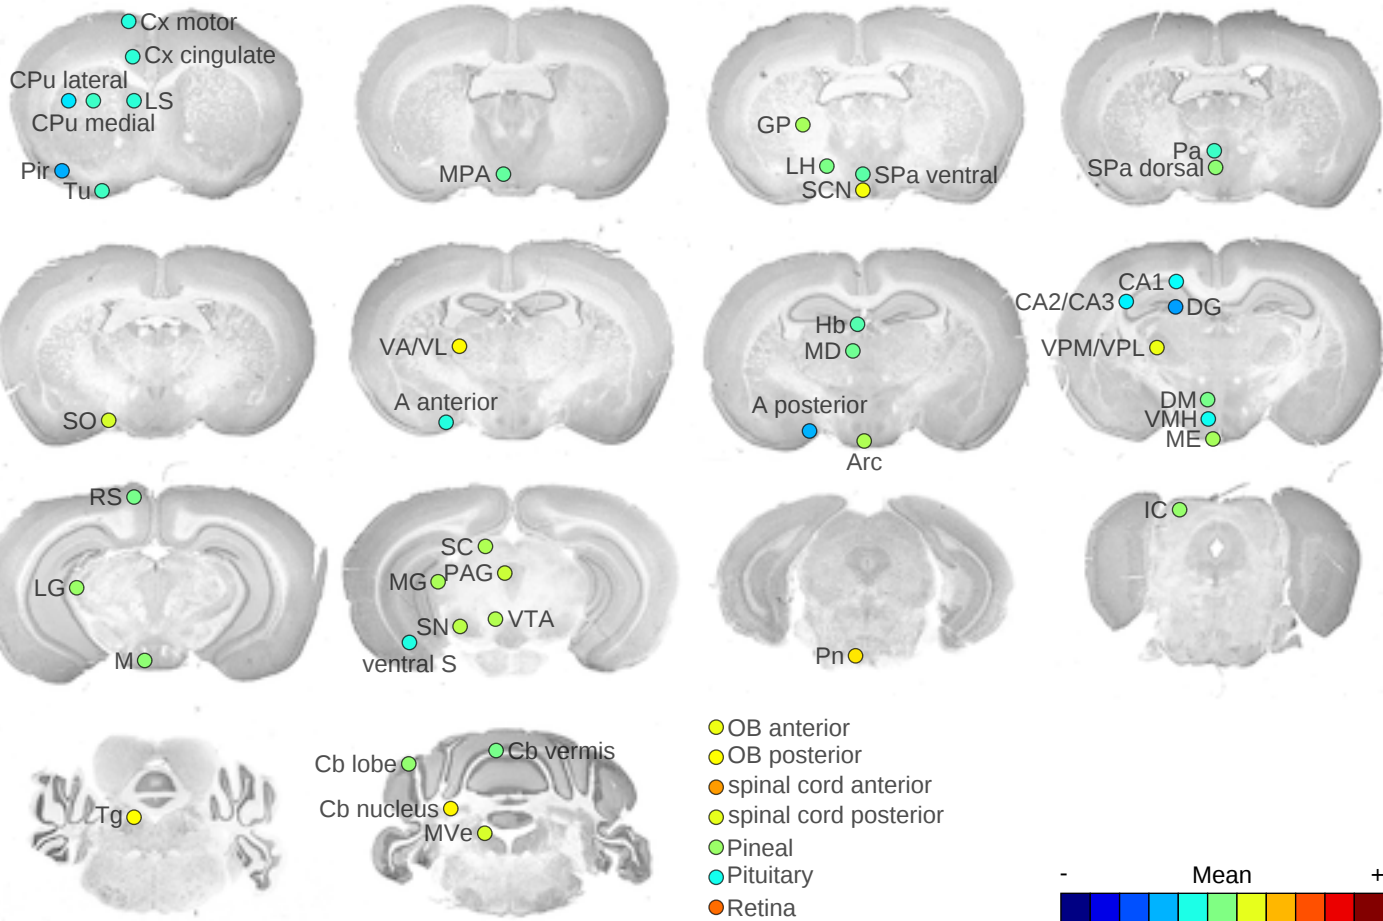 Cx motor
Cx cingulate
CPu lateral
LS
CPu medial
Pir
Tu
MPA
GP
LH
SPa ventral
SCN
Pa
SPa dorsal
SO
VA/VL
A anterior
Hb
MD
A posterior
Arc
CA1
CA2/CA3
DG
VPM/VPL
DM
VMH
ME
RS
LG
M
SC
MG
PAG
SN
VTA
ventral S
Pn
IC
Tg
Cb lobe
Cb vermis
Cb nucleus
MVe
OB anterior
OB posterior
spinal cord anterior
spinal cord posterior
Pineal
Pituitary
Retina
- Mean +